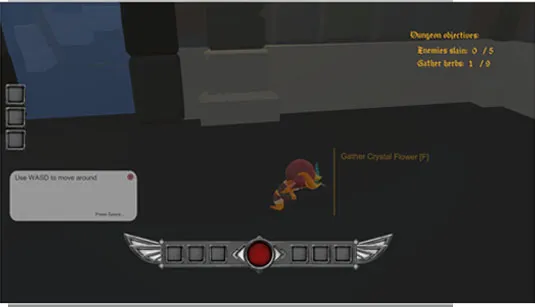 Dungeon objectives:
Enemies slain: 0 / 5
Gather herbs: 1 / 9
Gather Crystal Flower [F]
Use WASD to move around
Press Space...